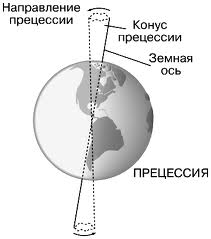 Направление
прецессии
Конус
прецессии
Земная
ось
ПРЕЦЕССИЯ